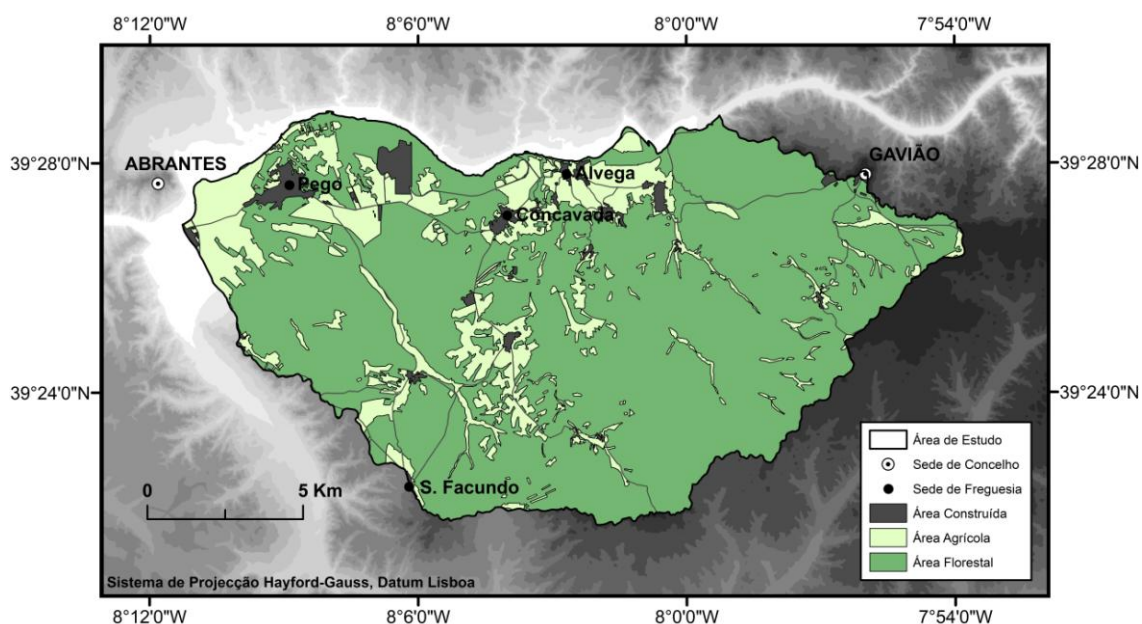 8°12'0"W
8°6'0"W
8°0'0"W
7°54'0"W
39°28'0"N
39°28'0"N
ABRANTES
GAVIÃO
Pego
Alvega
Concavada
39°24'0"N
39°24'0"N
S. Facundo
0 5 Km
Área de Estudo
Sede de Concelho
Sede de Freguesia
Área Construída
Área Agrícola
Área Florestal
Sistema de Projecção Hayford-Gauss, Datum Lisboa
8°12'0"W
8°6'0"W
8°0'0"W
7°54'0"W